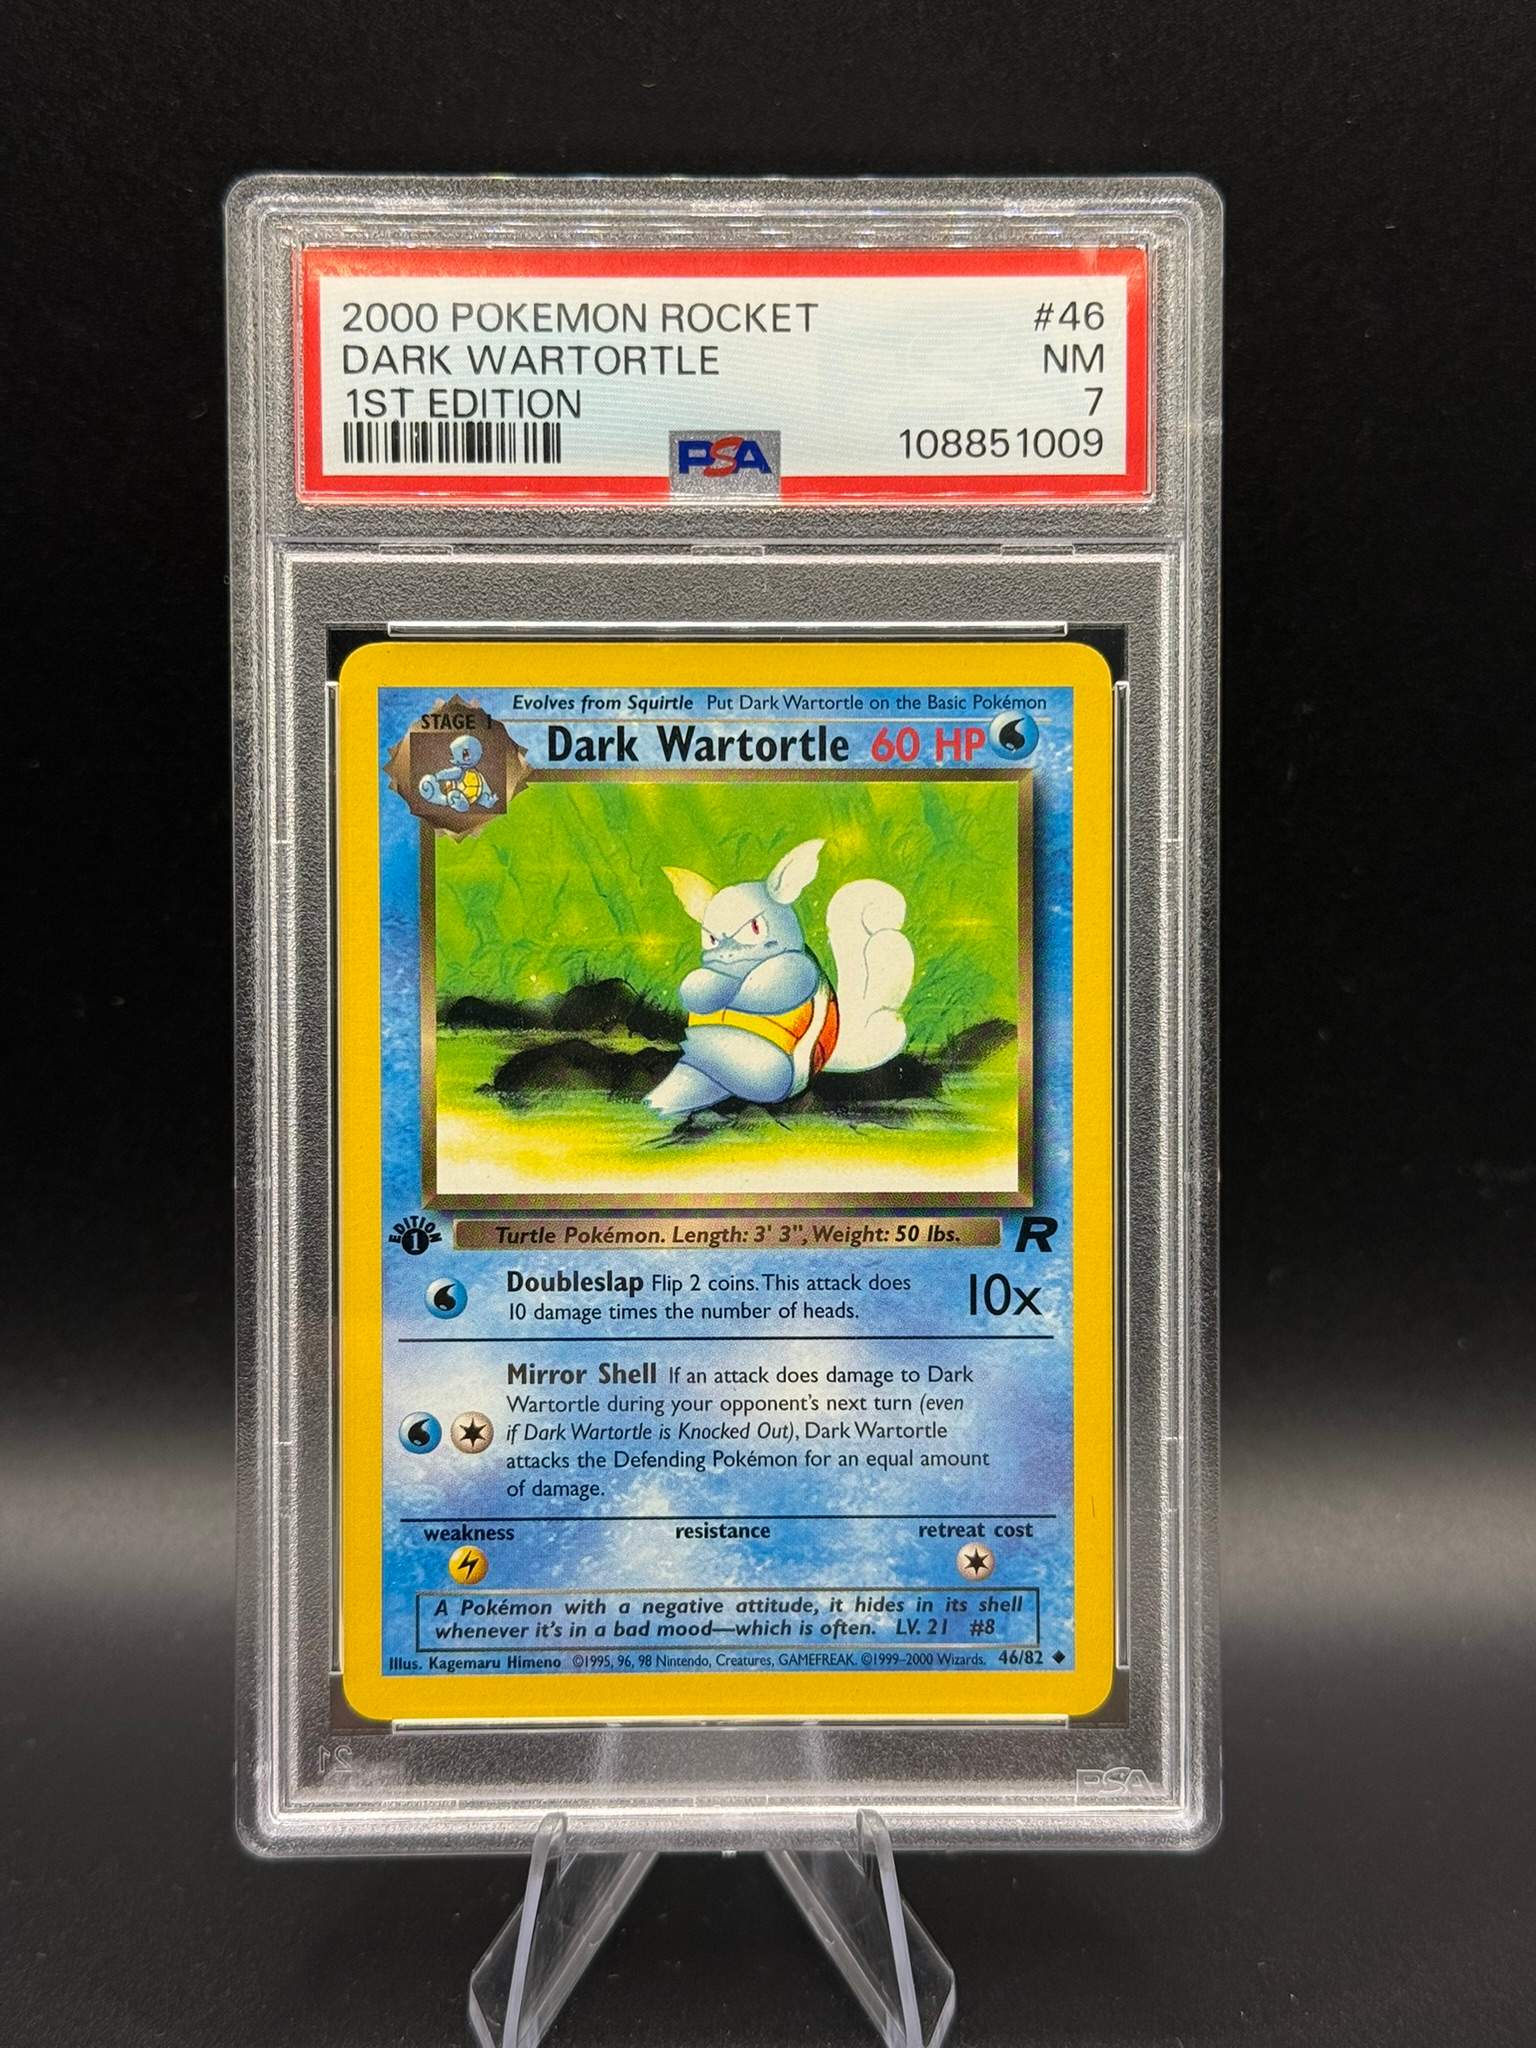 2000 POKEMON ROCKET #46
DARK WARTORTLE NM
1ST EDITION 7
PSA 108851009
Evolves from Squirtle Put Dark Wartortle on the Basic Pokémon
STAGE 1
Dark Wartortle 60 HP
EDITION 1
Turtle Pokémon. Length: 3' 3", Weight: 50 lbs. R
Doubleslap Flip 2 coins. This attack does
10 damage times the number of heads.
10x
Mirror Shell If an attack does damage to Dark
Wartortle during your opponent's next turn (even
if Dark Wartortle is Knocked Out), Dark Wartortle
attacks the Defending Pokémon for an equal amount
of damage.
weakness resistance retreat cost
A Pokémon with a negative attitude, it hides in its shell
whenever it's in a bad mood—which is often. LV. 21 #8
Illus. Kagemaru Himeno ©1995, 96, 98 Nintendo, Creatures, GAMEFREAK. ©1999–2000 Wizards. 46/82
21 PSA